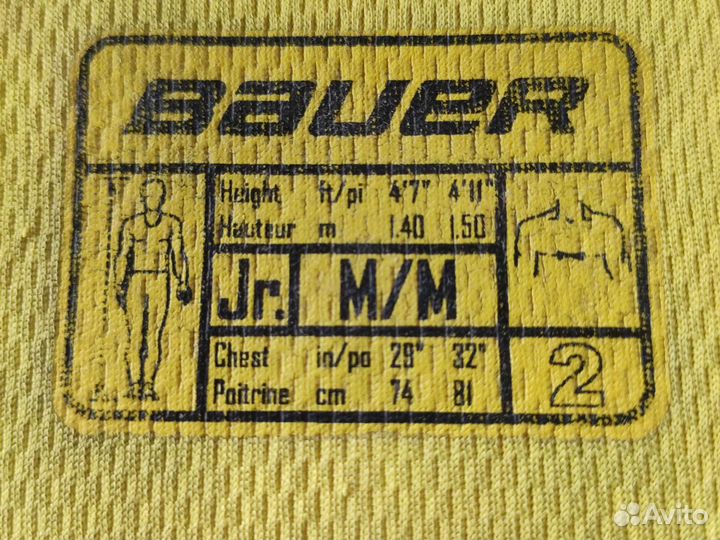 BAUER
Height ft/pi 4'7" 4'11"
Hauteur m 1.40 1.50
Jr. M/M
Chest in/po 29" 32"
Poitrine cm 74 81
2
Avito